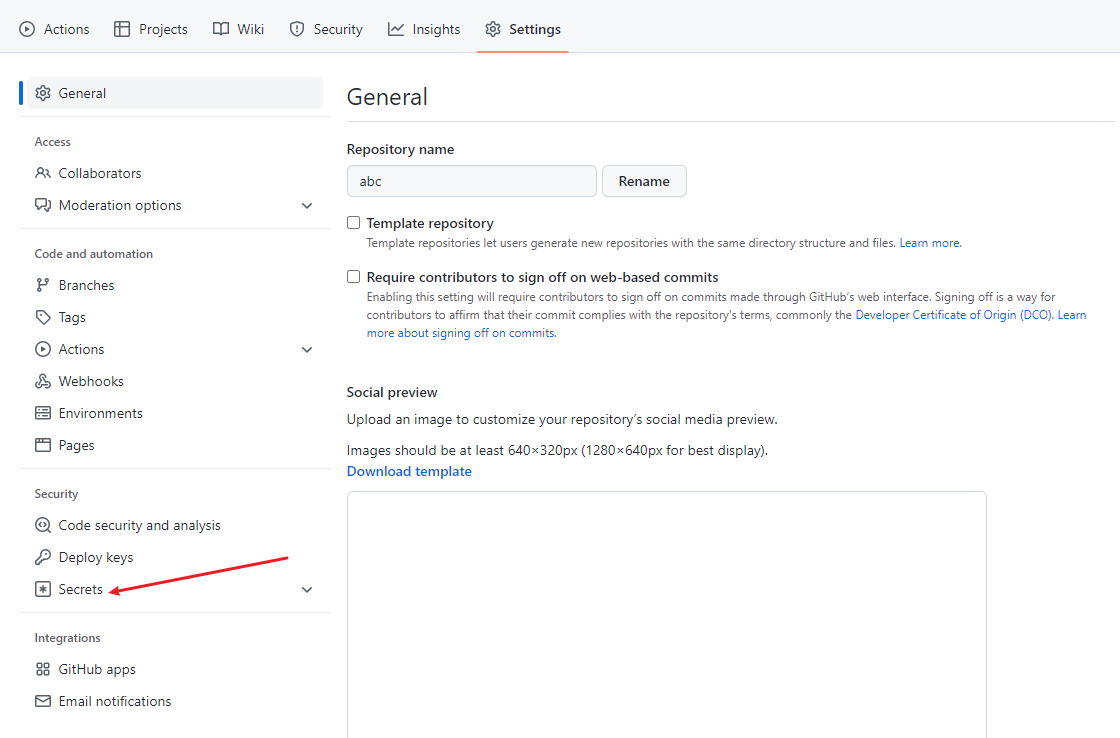 Actions Projects Wiki Security Insights Settings
General
Access
Collaborators
Moderation options
Code and automation
Branches
Tags
Actions
Webhooks
Environments
Pages
Security
Code security and analysis
Deploy keys
Secrets
Integrations
GitHub apps
Email notifications
General
Repository name
abc
Rename
Template repository
Template repositories let users generate new repositories with the same directory structure and files. Learn more.
Require contributors to sign off on web-based commits
Enabling this setting will require contributors to sign off on commits made through GitHub’s web interface. Signing off is a way for
contributors to affirm that their commit complies with the repository's terms, commonly the Developer Certificate of Origin (DCO). Learn
more about signing off on commits.
Social preview
Upload an image to customize your repository’s social media preview.
Images should be at least 640×320px (1280×640px for best display).
Download template